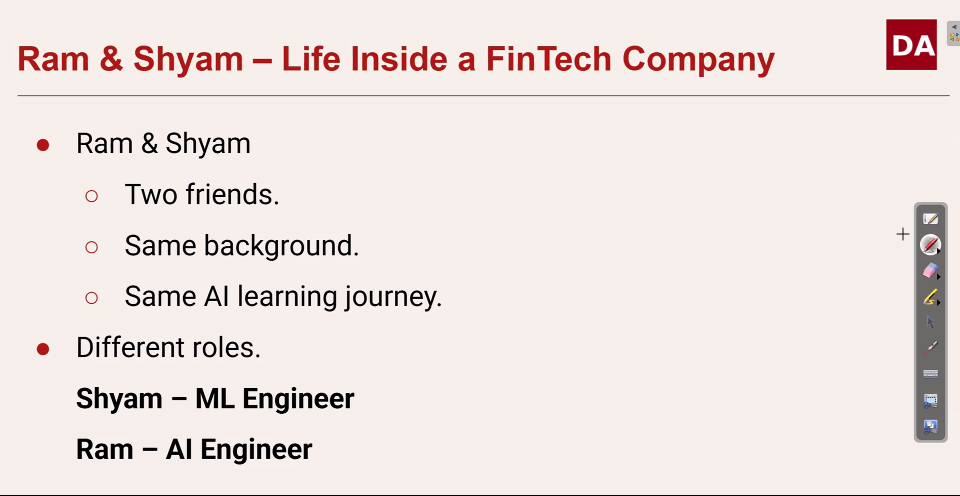 Ram & Shyam – Life Inside a FinTech Company
DA
Ram & Shyam
Two friends.
Same background.
Same AI learning journey.
Different roles.
Shyam – ML Engineer
Ram – AI Engineer